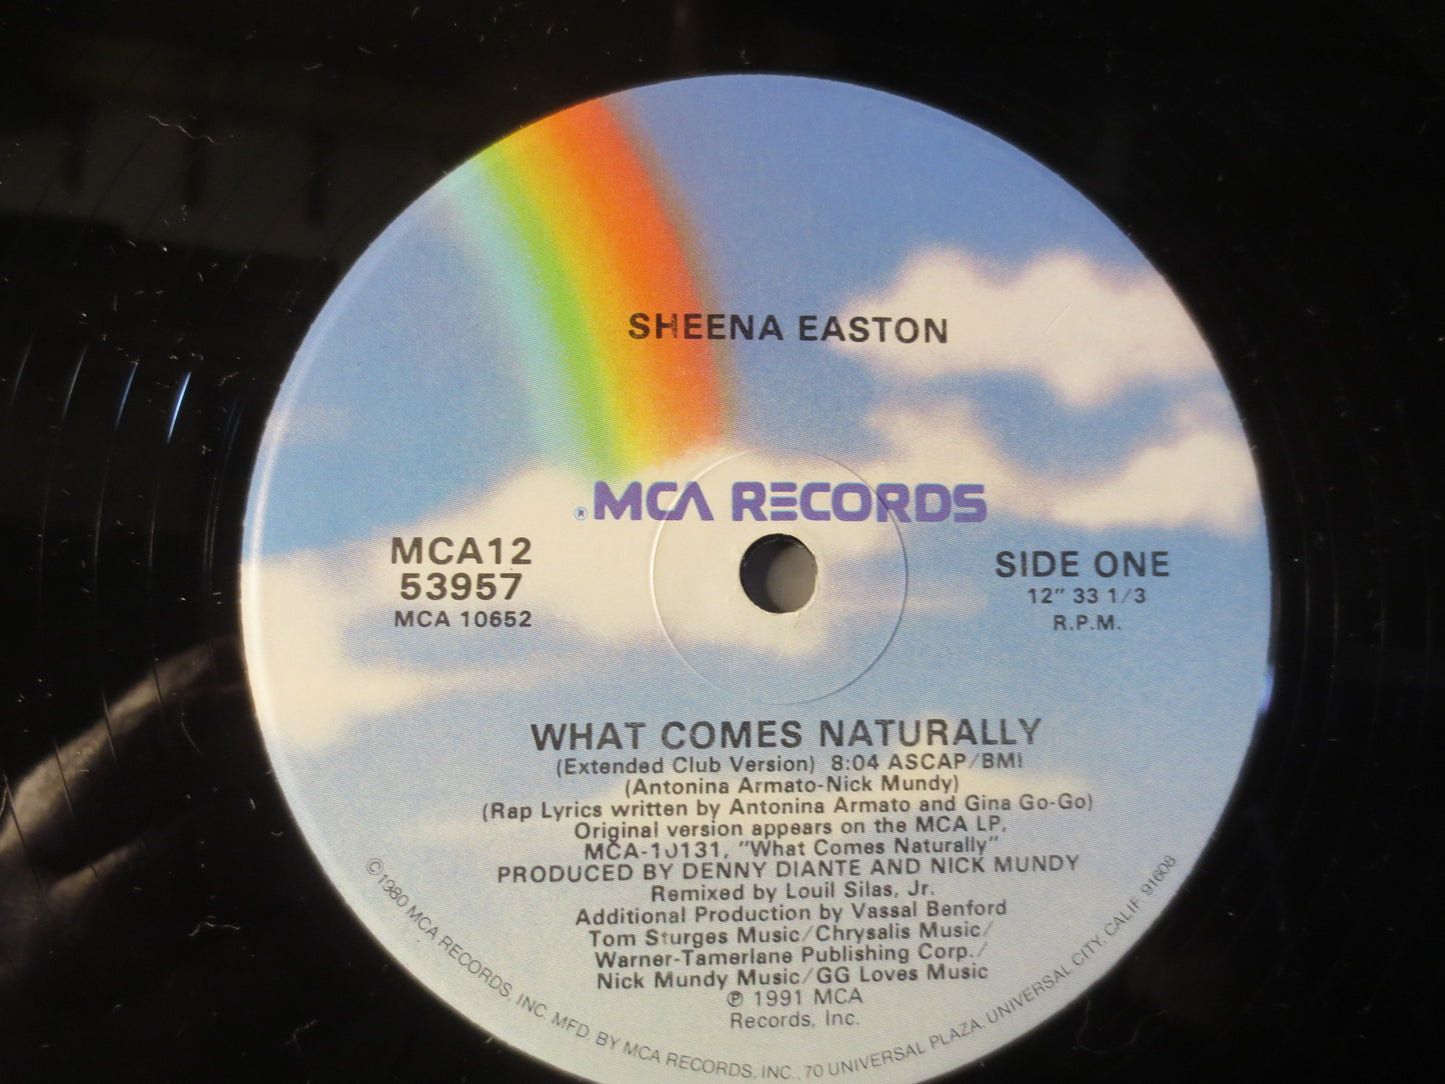 SHEENA EASTON
® MCA RECORDS
MCA12
53957
MCA 10652
SIDE ONE
12" 33 1/3
R.P.M.
WHAT COMES NATURALLY
(Extended Club Version) 8:04 ASCAP/BMI
(Antonina Armato-Nick Mundy)
(Rap Lyrics written by Antonina Armato and Gina Go-Go)
Original version appears on the MCA LP,
MCA-10131, "What Comes Naturally"
PRODUCED BY DENNY DIANTE AND NICK MUNDY
Remixed by Louil Silas, Jr.
Additional Production by Vassal Benford
Tom Sturges Music/Chrysalis Music/
Warner-Tamerlane Publishing Corp./
Nick Mundy Music/GG Loves Music
℗ 1991 MCA
Records, Inc.
©1980 MCA RECORDS, INC. MFD. BY MCA RECORDS, INC., 70 UNIVERSAL PLAZA, UNIVERSAL CITY, CALIF. 91608